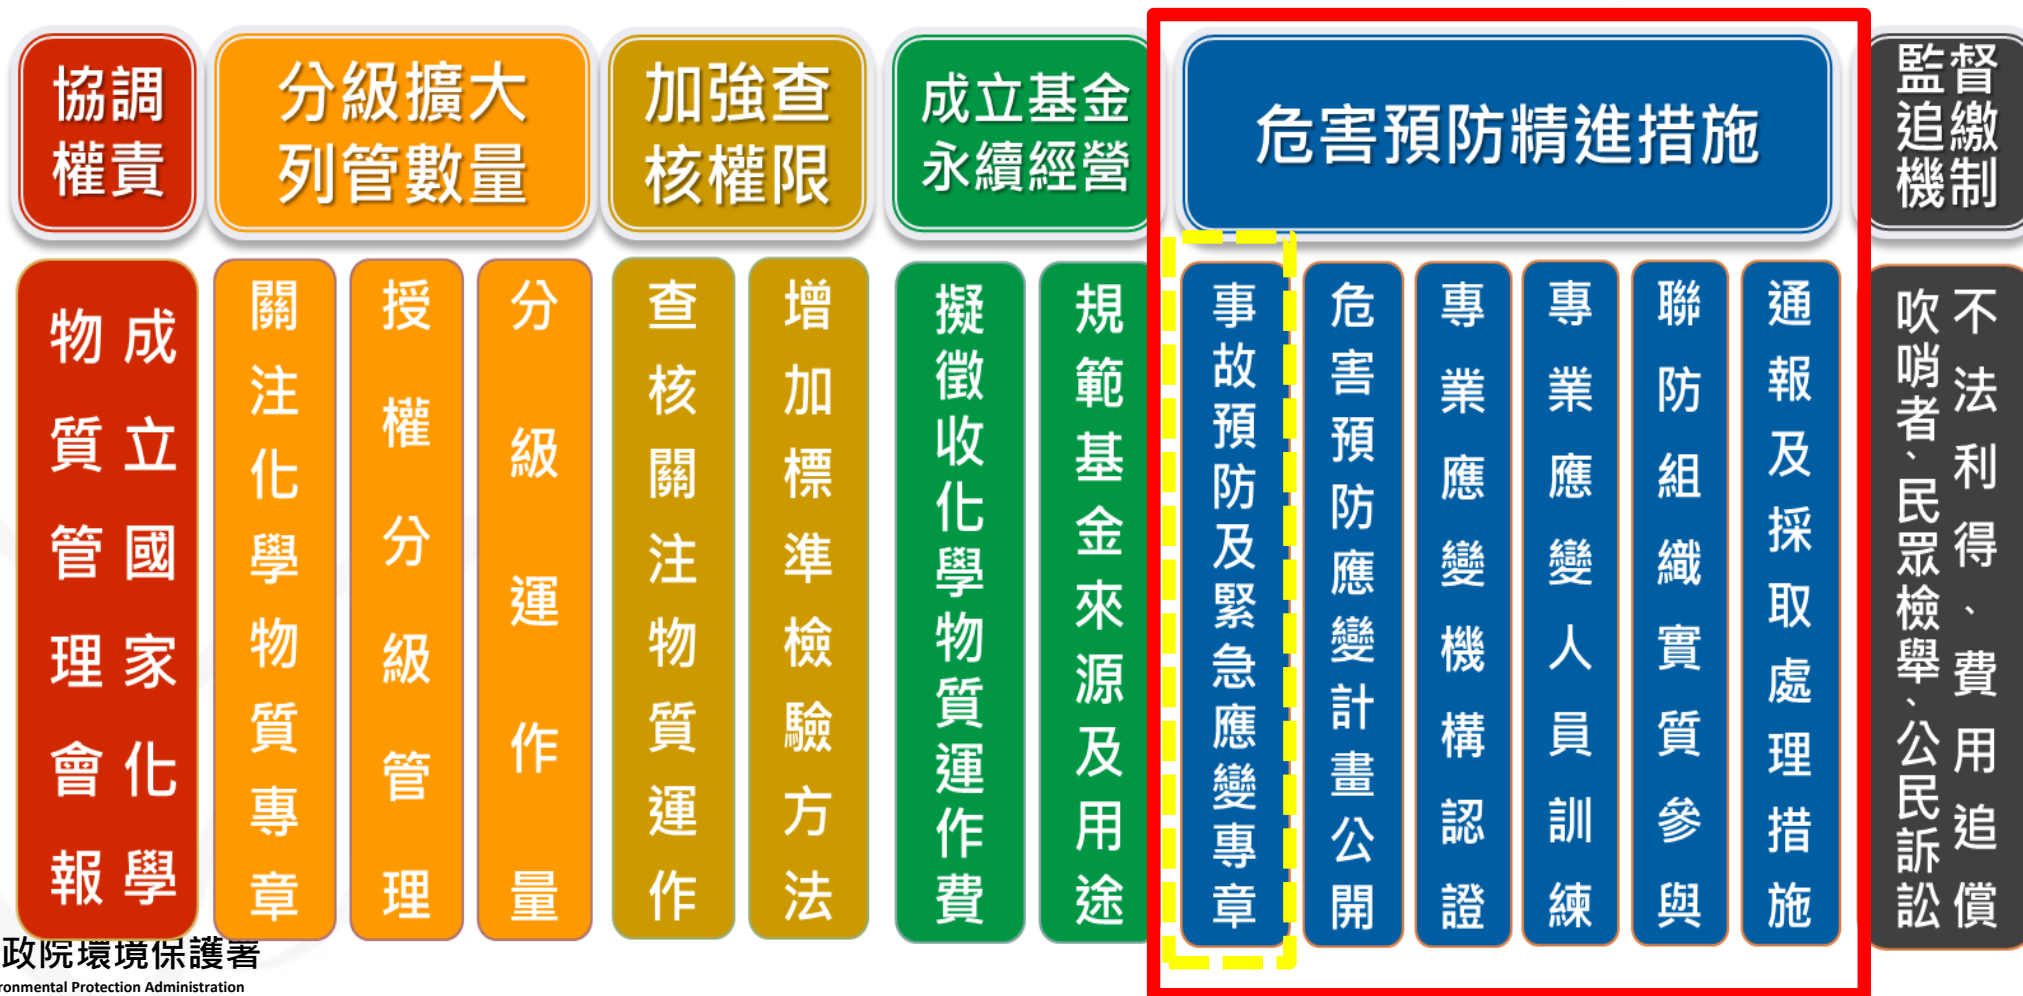 協調
權責
分級擴大
列管數量
加強查
核權限
成立基金
永續經營
危害預防精進措施
監督
追繳
機制
成立國家化學
物質管理會報
關注化學物質專章
授權分級管理
分級運作量
查核關注物質運作
增加標準檢驗方法
擬徵收化學物質運作費
規範基金來源及用途
事故預防及緊急應變專章
危害預防應變計畫公開
專業應變機構認證
專業應變人員訓練
聯防組織實質參與
通報及採取處理措施
不法利得、費用追償
吹哨者、民眾檢舉、公民訴訟
政院環境保護署
ronmental Protection Administration